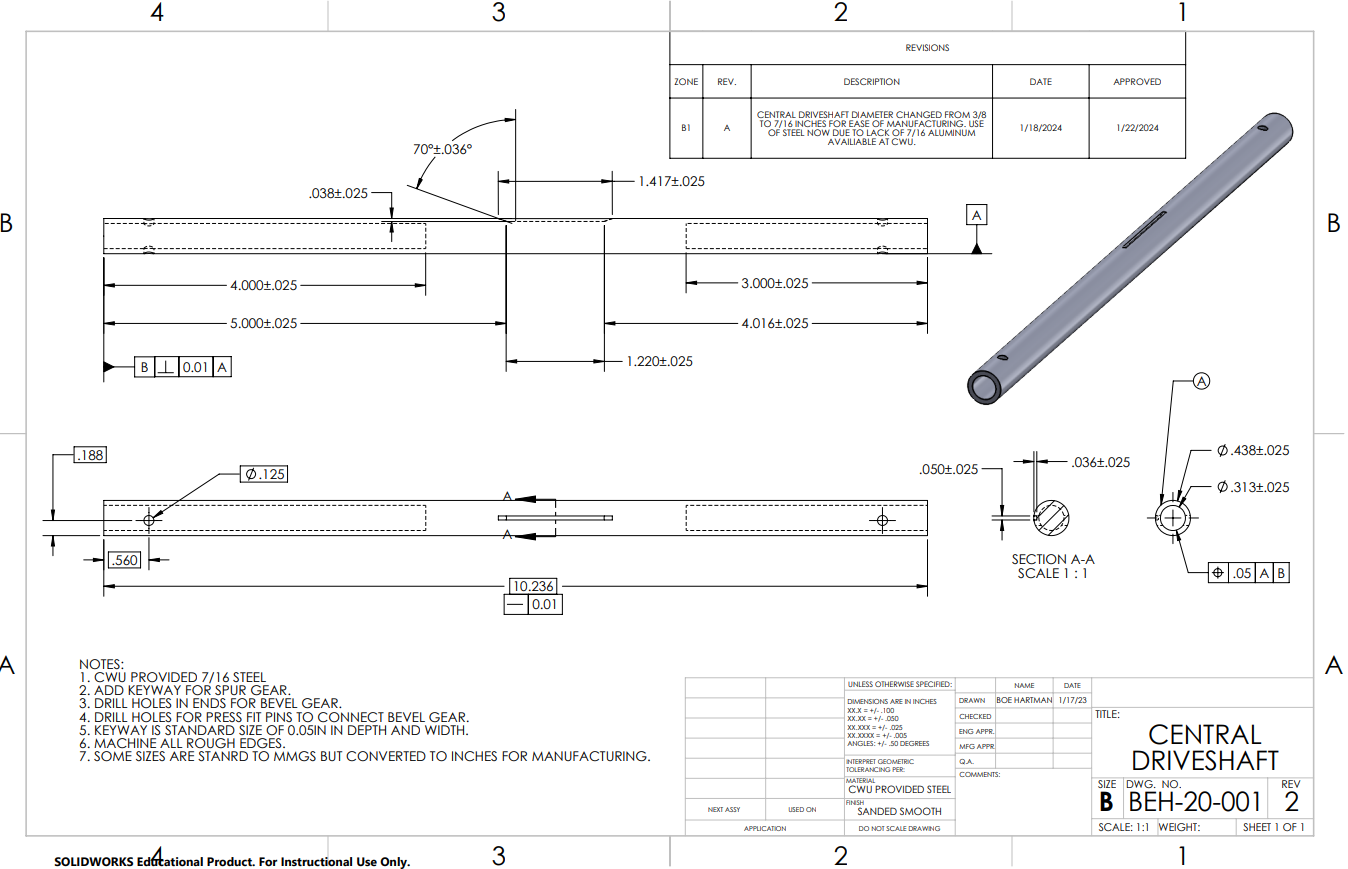 4 3 2 1
REVISIONS
ZONE REV. DESCRIPTION DATE APPROVED
B1 A CENTRAL DRIVESHAFT DIAMETER CHANGED FROM 3/8
TO 7/16 INCHES FOR EASE OF MANUFACTURING. USE
OF STEEL NOW DUE TO LACK OF 7/16 ALUMINUM
AVAILIABLE AT CWU. 1/18/2024 1/22/2024
70°±.036°
.038±.025
1.417±.025
A
B B
4.000±.025
3.000±.025
5.000±.025
4.016±.025
1.220±.025
B ⊥ 0.01 A
A
.188
Ø.125
A
A
.050±.025
.036±.025
Ø .438±.025
Ø .313±.025
.560
SECTION A-A
SCALE 1 : 1
⌖ .05 A B
10.236
— 0.01
A A
NOTES:
1. CWU PROVIDED 7/16 STEEL
2. ADD KEYWAY FOR SPUR GEAR.
3. DRILL HOLES IN ENDS FOR BEVEL GEAR.
4. DRILL HOLES FOR PRESS FIT PINS TO CONNECT BEVEL GEAR.
5. KEYWAY IS STANDARD SIZE OF 0.05IN IN DEPTH AND WIDTH.
6. MACHINE ALL ROUGH EDGES.
7. SOME SIZES ARE STANRD TO MMGS BUT CONVERTED TO INCHES FOR MANUFACTURING.
NEXT ASSY USED ON
APPLICATION
UNLESS OTHERWISE SPECIFIED:
DIMENSIONS ARE IN INCHES
XX.X = +/- .100
XX.XX = +/- .050
XX.XXX = +/- .025
XX.XXXX = +/- .005
ANGLES: +/- .50 DEGREES
INTERPRET GEOMETRIC
TOLERANCING PER:
MATERIAL
CWU PROVIDED STEEL
FINISH
SANDED SMOOTH
DO NOT SCALE DRAWING
NAME DATE
DRAWN BOE HARTMAN 1/17/23
CHECKED
ENG APPR.
MFG APPR.
Q.A.
COMMENTS:
TITLE:
CENTRAL
DRIVESHAFT
SIZE DWG. NO. REV
B BEH-20-001 2
SCALE: 1:1 WEIGHT: SHEET 1 OF 1
4 3 2 1
SOLIDWORKS Educational Product. For Instructional Use Only.